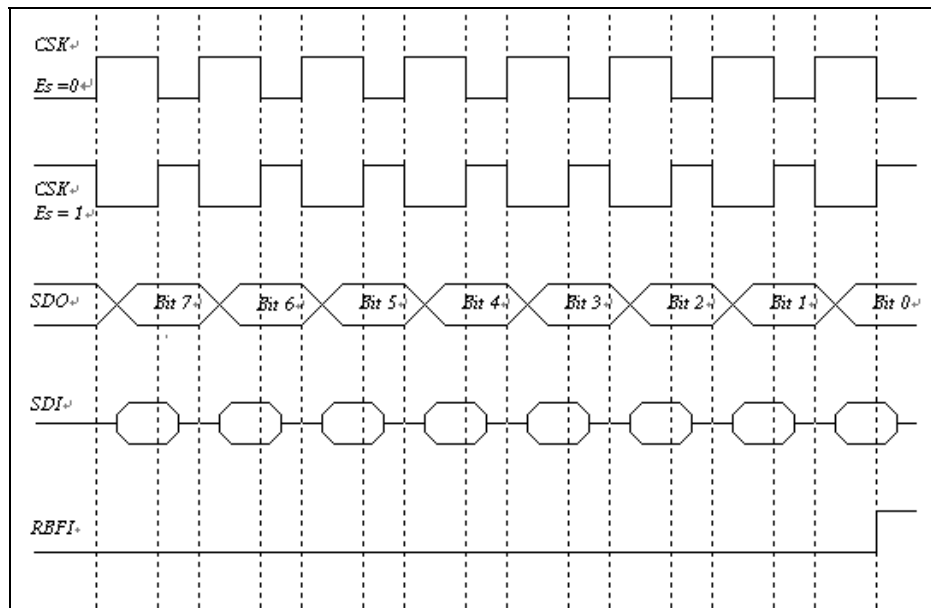 CSK↵
Es =0↵
CSK↵
Es = 1↵
SDO↵
Bit 7↵ Bit 6↵ Bit 5↵ Bit 4↵ Bit 3↵ Bit 2↵ Bit 1↵ Bit 0↵
SDI↵
RBFI↵